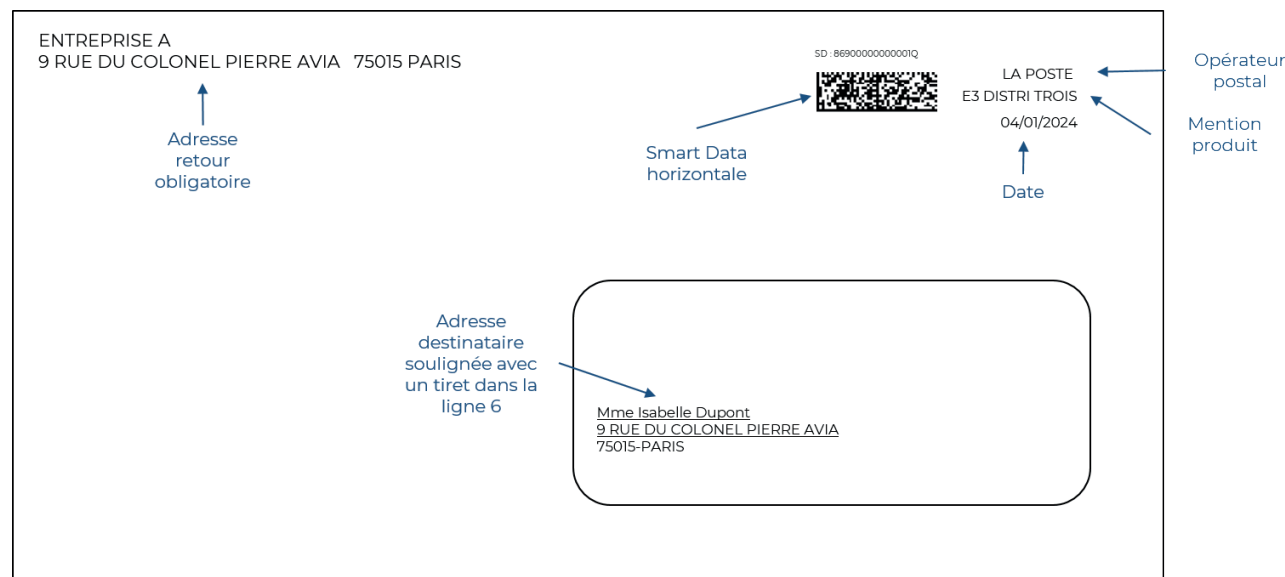 ENTREPRISE A
9 RUE DU COLONEL PIERRE AVIA 75015 PARIS
Adresse
retour
obligatoire
SD : 86900000000001Q
Smart Data
horizontale
LA POSTE
E3 DISTRI TROIS
04/01/2024
Date
Opérateur
postal
Mention
produit
Adresse
destinataire
soulignée avec
un tiret dans la
ligne 6
Mme Isabelle Dupont
9 RUE DU COLONEL PIERRE AVIA
75015-PARIS